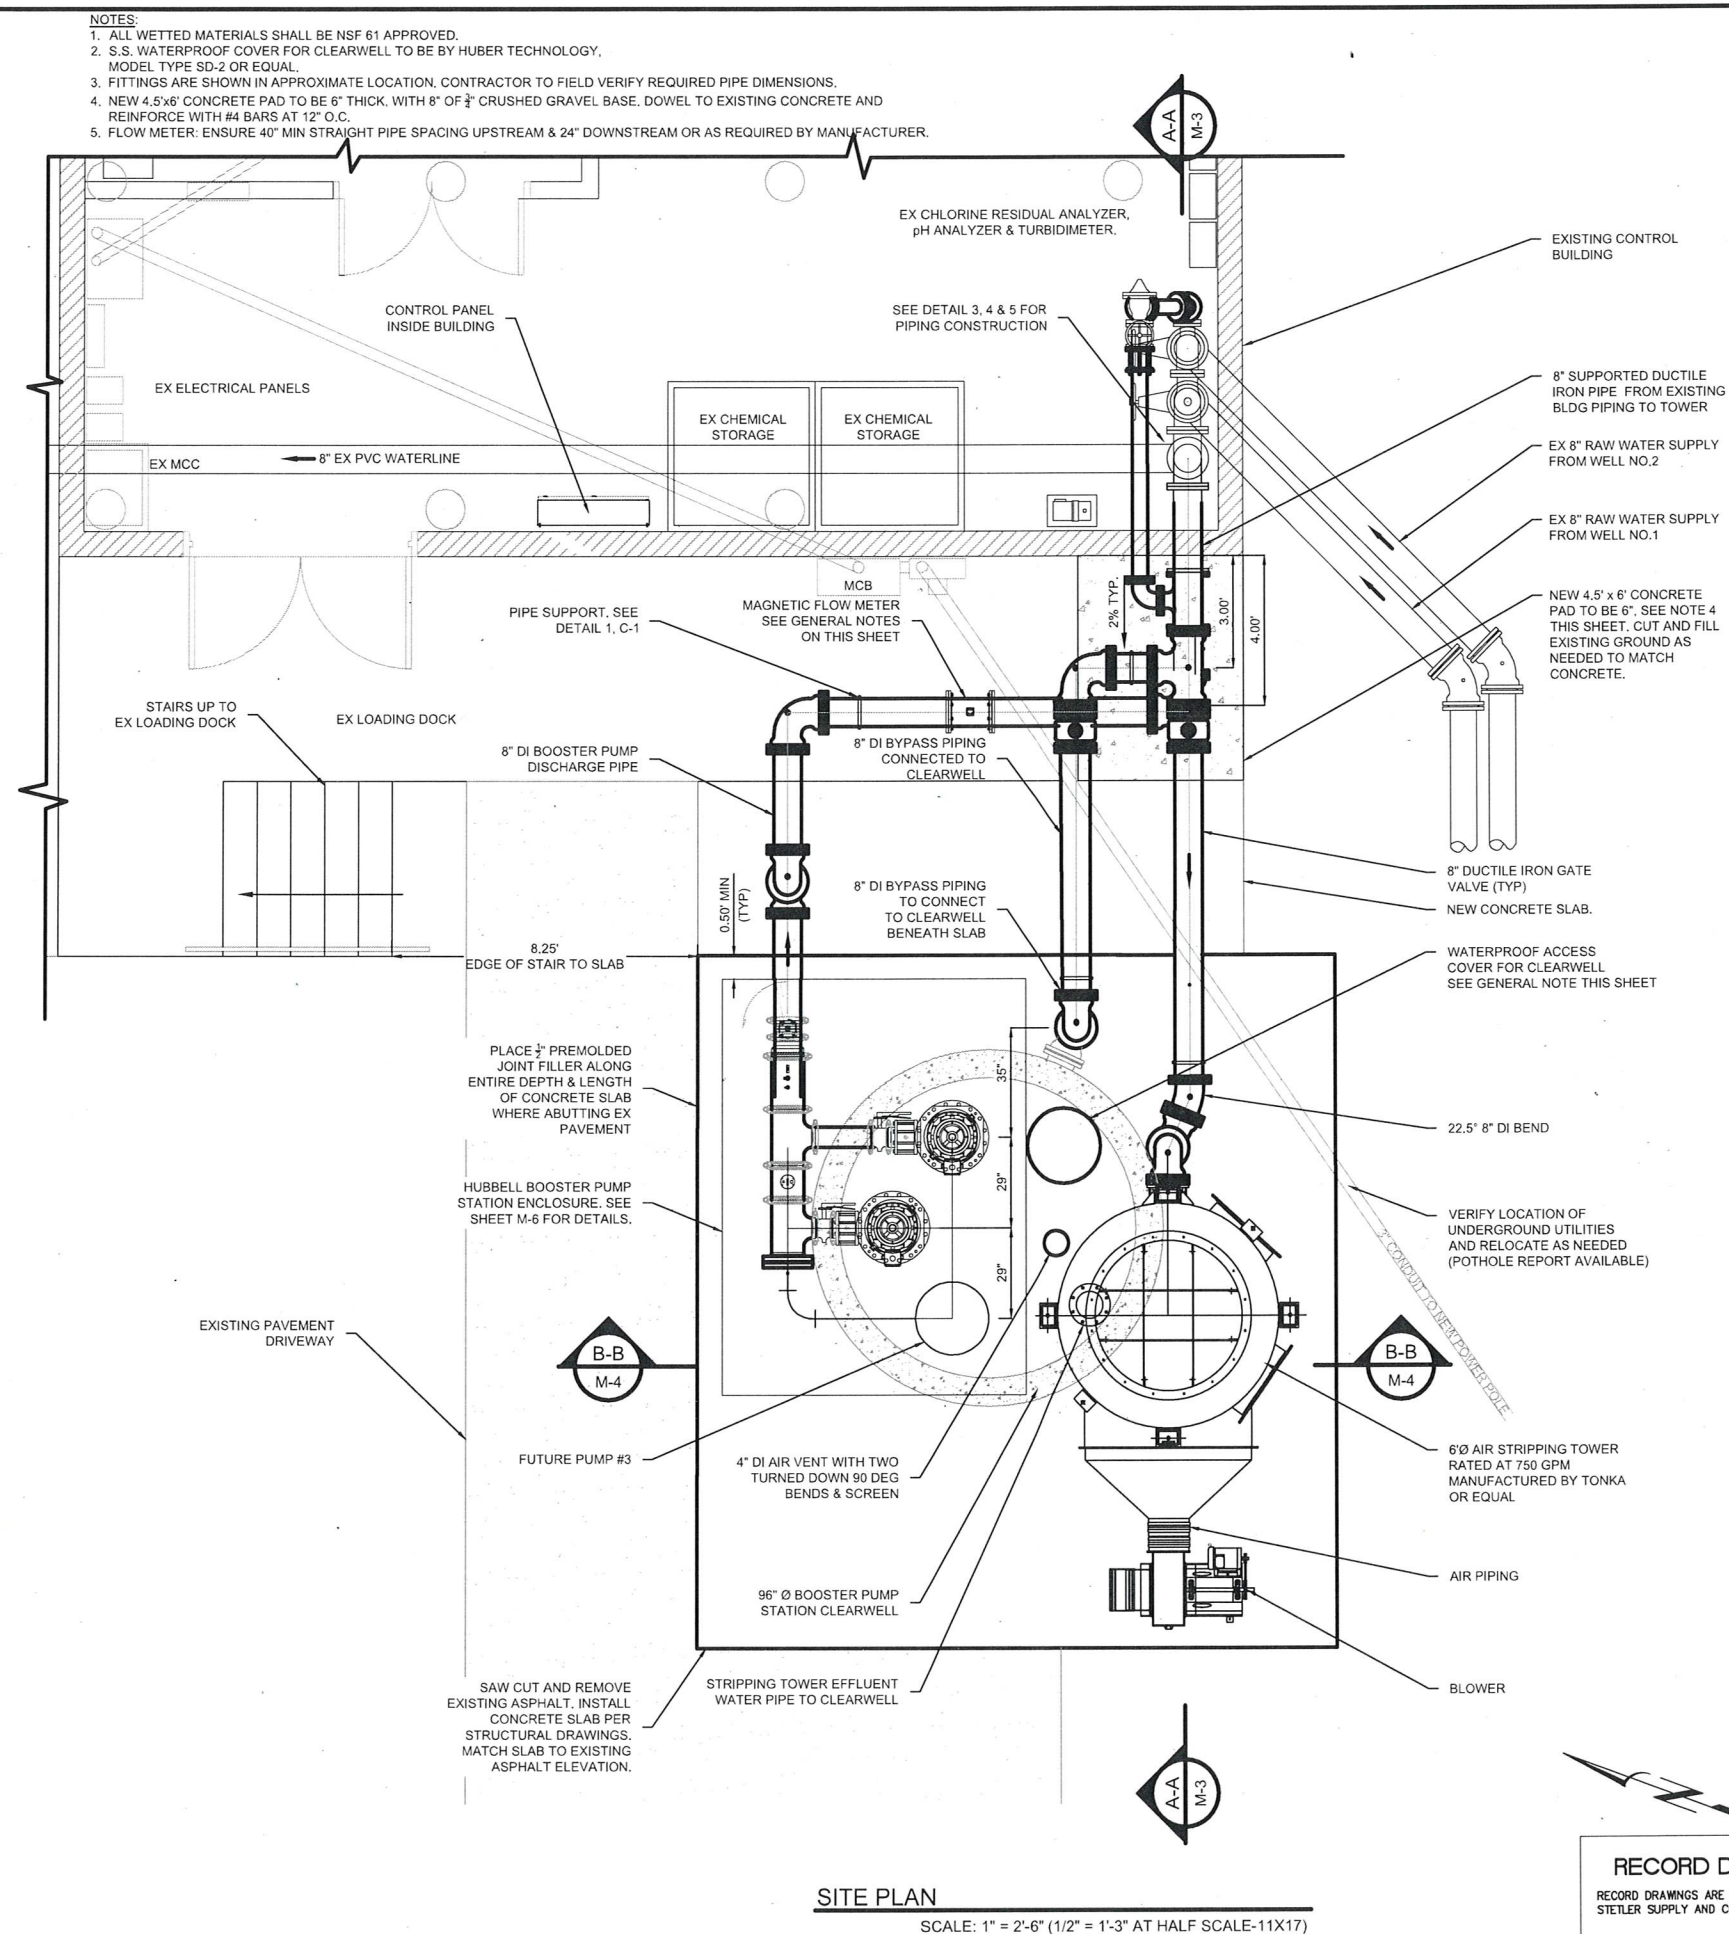 NOTES:
1. ALL WETTED MATERIALS SHALL BE NSF 61 APPROVED.
2. S.S. WATERPROOF COVER FOR CLEARWELL TO BE BY HUBER TECHNOLOGY,
MODEL TYPE SD-2 OR EQUAL.
3. FITTINGS ARE SHOWN IN APPROXIMATE LOCATION, CONTRACTOR TO FIELD VERIFY REQUIRED PIPE DIMENSIONS.
4. NEW 4.5'x6' CONCRETE PAD TO BE 6" THICK, WITH 8" OF 3/4" CRUSHED GRAVEL BASE. DOWEL TO EXISTING CONCRETE AND
REINFORCE WITH #4 BARS AT 12" O.C.
5. FLOW METER: ENSURE 40" MIN STRAIGHT PIPE SPACING UPSTREAM & 24" DOWNSTREAM OR AS REQUIRED BY MANUFACTURER.
A-A
M-3
EX CHLORINE RESIDUAL ANALYZER,
pH ANALYZER & TURBIDIMETER.
EXISTING CONTROL
BUILDING
CONTROL PANEL
INSIDE BUILDING
SEE DETAIL 3, 4 & 5 FOR
PIPING CONSTRUCTION
EX ELECTRICAL PANELS
8" SUPPORTED DUCTILE
IRON PIPE FROM EXISTING
BLDG PIPING TO TOWER
EX CHEMICAL
STORAGE
EX CHEMICAL
STORAGE
EX MCC
8" EX PVC WATERLINE
EX 8" RAW WATER SUPPLY
FROM WELL NO.2
EX 8" RAW WATER SUPPLY
FROM WELL NO.1
MCB
MAGNETIC FLOW METER
SEE GENERAL NOTES
ON THIS SHEET
2% TYP.
3.00'
4.00'
PIPE SUPPORT. SEE
DETAIL 1, C-1
NEW 4.5' x 6' CONCRETE
PAD TO BE 6". SEE NOTE 4
THIS SHEET. CUT AND FILL
EXISTING GROUND AS
NEEDED TO MATCH
CONCRETE.
STAIRS UP TO
EX LOADING DOCK
EX LOADING DOCK
8" DI BOOSTER PUMP
DISCHARGE PIPE
8" DI BYPASS PIPING
CONNECTED TO
CLEARWELL
8" DUCTILE IRON GATE
VALVE (TYP)
NEW CONCRETE SLAB.
0.50' MIN
(TYP)
8" DI BYPASS PIPING
TO CONNECT
TO CLEARWELL
BENEATH SLAB
8.25'
EDGE OF STAIR TO SLAB
WATERPROOF ACCESS
COVER FOR CLEARWELL
SEE GENERAL NOTE THIS SHEET
PLACE 1/2" PREMOLDED
JOINT FILLER ALONG
ENTIRE DEPTH & LENGTH
OF CONCRETE SLAB
WHERE ABUTTING EX
PAVEMENT
35"
29"
29"
22.5° 8" DI BEND
HUBBELL BOOSTER PUMP
STATION ENCLOSURE. SEE
SHEET M-6 FOR DETAILS.
VERIFY LOCATION OF
UNDERGROUND UTILITIES
AND RELOCATE AS NEEDED
(POTHOLE REPORT AVAILABLE)
3" CONDUIT TO NEW POWER POLE
EXISTING PAVEMENT
DRIVEWAY
B-B
M-4
B-B
M-4
FUTURE PUMP #3
4" DI AIR VENT WITH TWO
TURNED DOWN 90 DEG
BENDS & SCREEN
6'Ø AIR STRIPPING TOWER
RATED AT 750 GPM
MANUFACTURED BY TONKA
OR EQUAL
AIR PIPING
96" Ø BOOSTER PUMP
STATION CLEARWELL
BLOWER
SAW CUT AND REMOVE
EXISTING ASPHALT. INSTALL
CONCRETE SLAB PER
STRUCTURAL DRAWINGS.
MATCH SLAB TO EXISTING
ASPHALT ELEVATION.
STRIPPING TOWER EFFLUENT
WATER PIPE TO CLEARWELL
A-A
M-3
RECORD D
RECORD DRAWINGS ARE
STETLER SUPPLY AND C
SITE PLAN
SCALE: 1" = 2'-6" (1/2" = 1'-3" AT HALF SCALE-11X17)